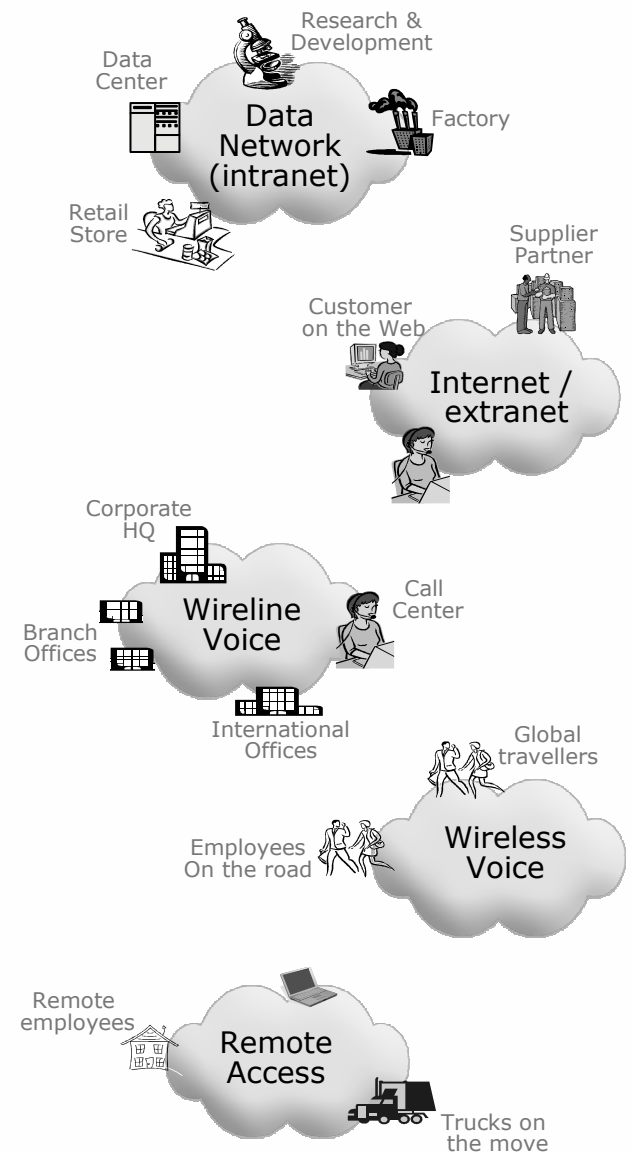 Research &
Development
Data
Center
Data
Network
(intranet)
Factory
Retail
Store
Supplier
Partner
Customer
on the Web
Internet /
extranet
Corporate
HQ
Wireline
Voice
Call
Center
Branch
Offices
International
Offices
Global
travellers
Wireless
Voice
Employees
On the road
Remote
employees
Remote
Access
Trucks on
the move